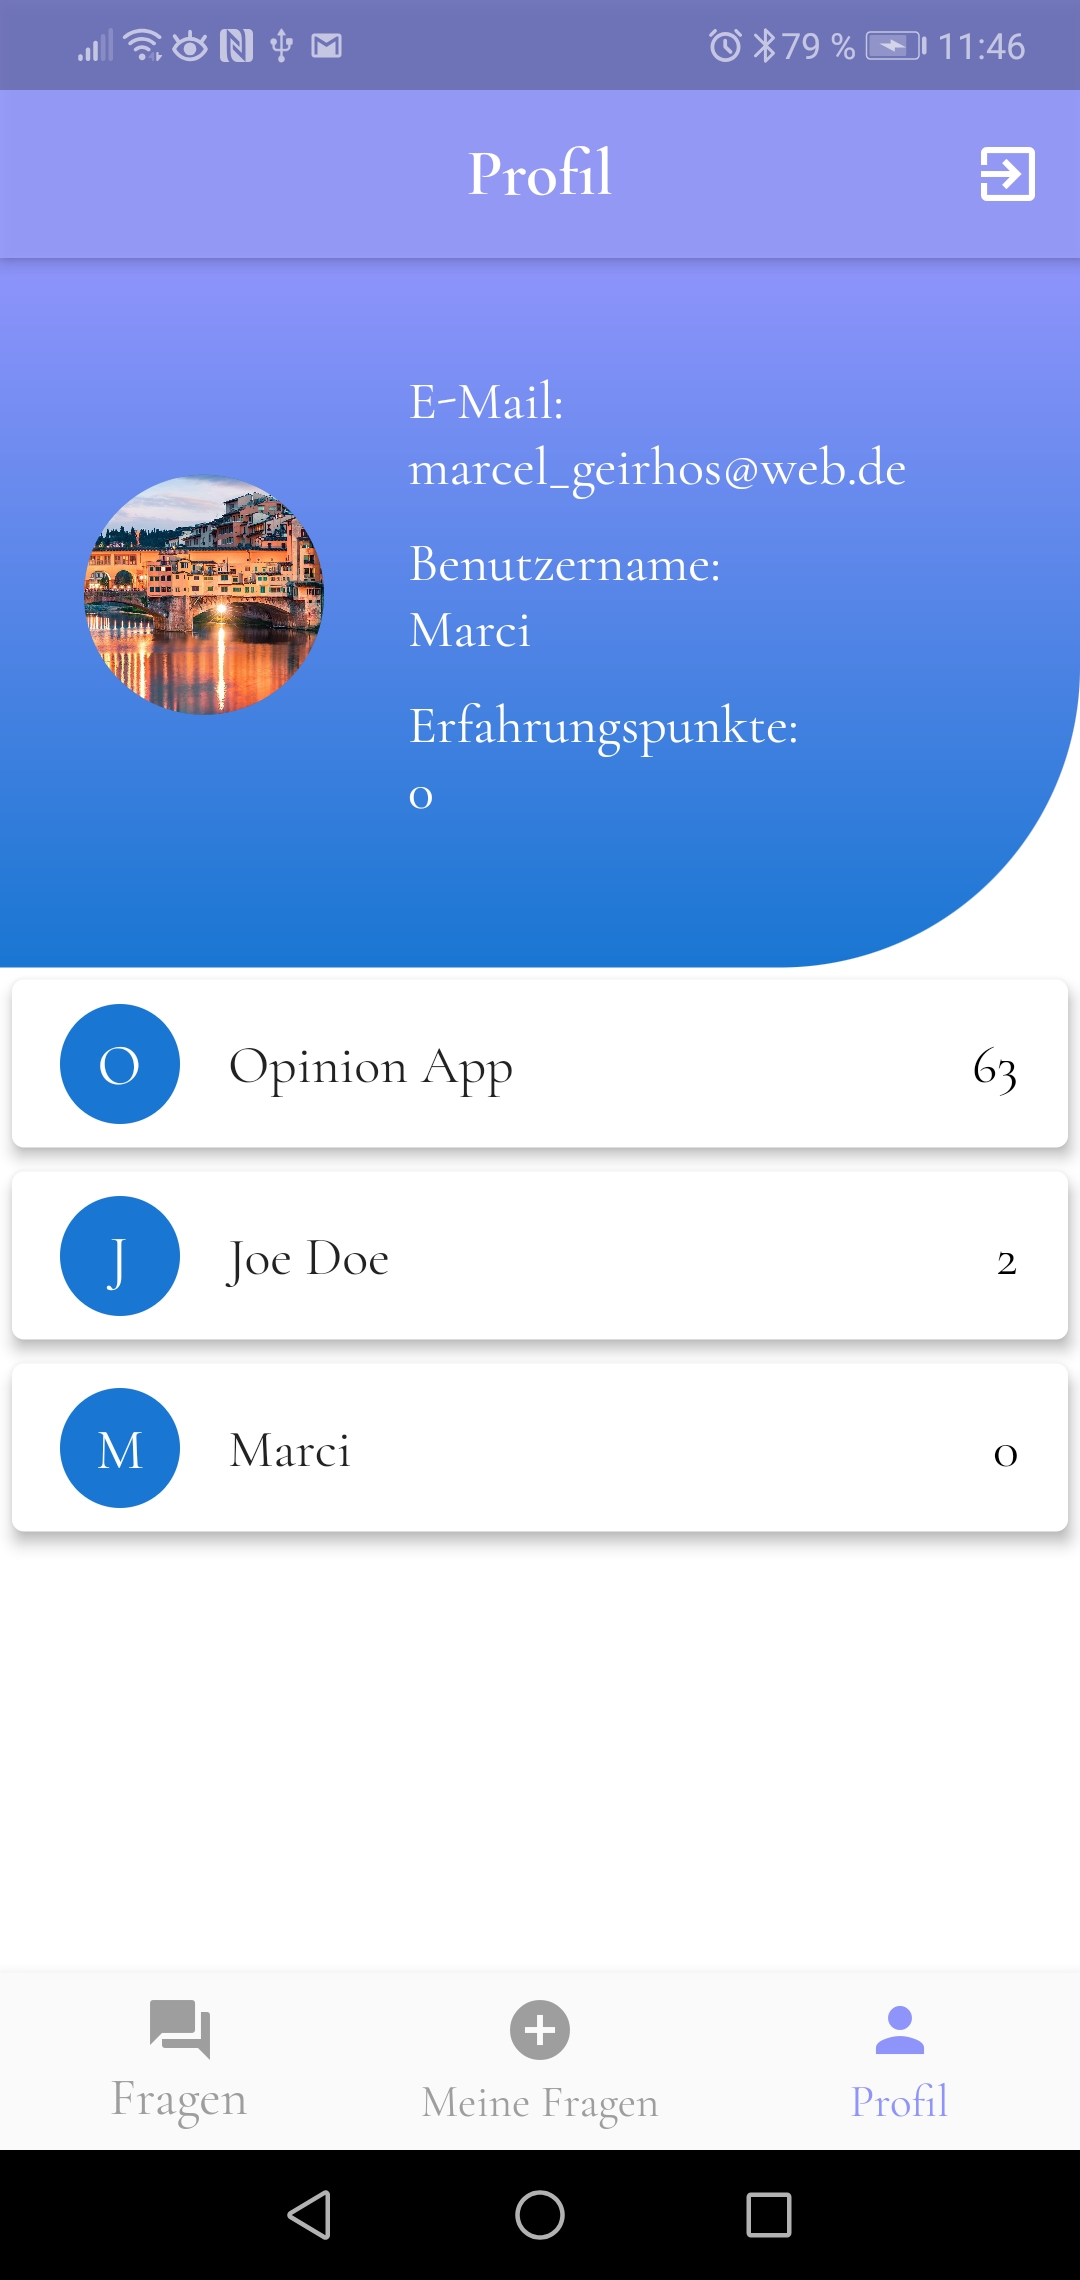 79 % 11:46
Profil
E-Mail:
marcel_geirhos@web.de
Benutzername:
Marci
Erfahrungspunkte:
0
O Opinion App 63
J Joe Doe 2
M Marci 0
Fragen Meine Fragen Profil